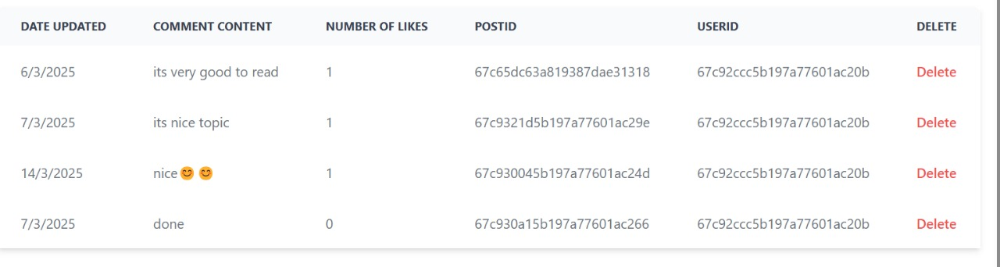 DATE UPDATED COMMENT CONTENT NUMBER OF LIKES POSTID USERID DELETE
6/3/2025 its very good to read 1 67c65dc63a819387dae31318 67c92ccc5b197a77601ac20b Delete
7/3/2025 its nice topic 1 67c9321d5b197a77601ac29e 67c92ccc5b197a77601ac20b Delete
14/3/2025 nice😊 😊 1 67c930045b197a77601ac24d 67c92ccc5b197a77601ac20b Delete
7/3/2025 done 0 67c930a15b197a77601ac266 67c92ccc5b197a77601ac20b Delete